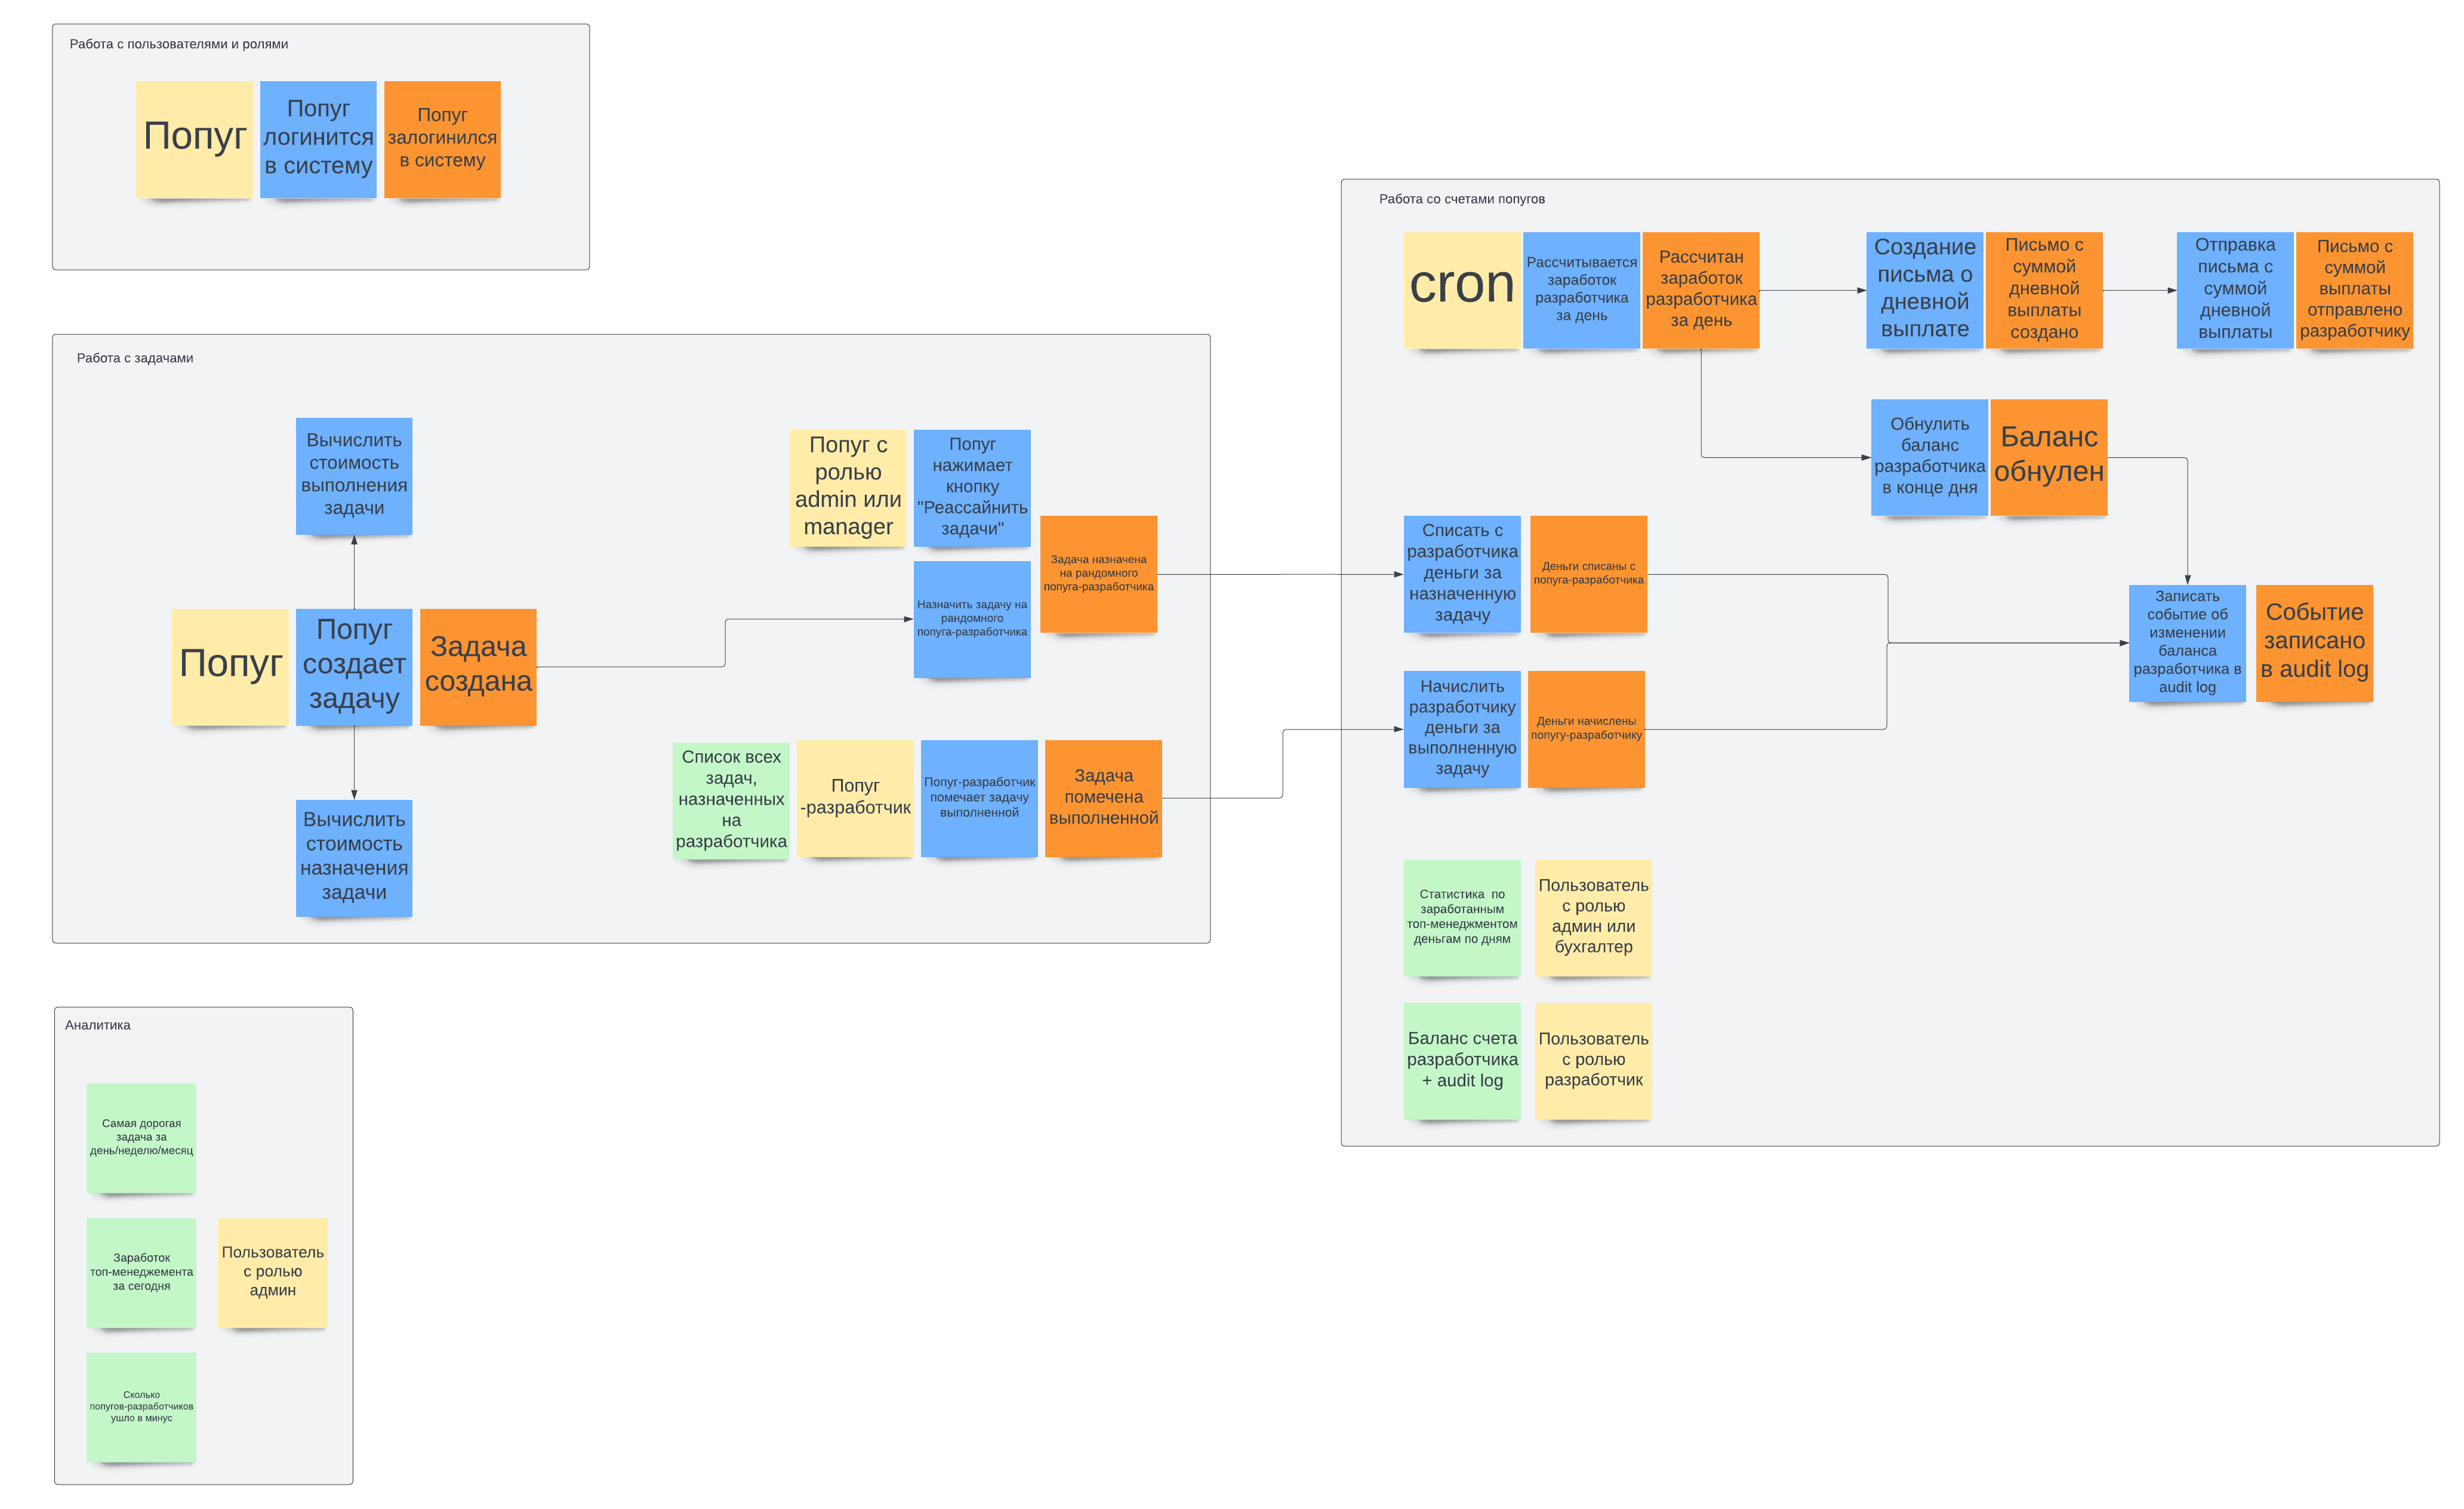 Работа с пользователями и ролями
Попуг
Попуг
логинится
в систему
Попуг
залогинился
в систему
Работа с задачами
Вычислить
стоимость
выполнения
задачи
Попуг
Попуг
создает
задачу
Задача
создана
Вычислить
стоимость
назначения
задачи
Попуг с
ролью
admin или
manager
Попуг
нажимает
кнопку
"Реассайнить
задачи"
Назначить задачу на
рандомного
попуга-разработчика
Задача назначена
на рандомного
попуга-разработчика
Список всех
задач,
назначенных
на
разработчика
Попуг
-разработчик
Попуг-разработчик
помечает задачу
выполненной
Задача
помечена
выполненной
Работа со счетами попугов
cron
Рассчитывается
заработок
разработчика
за день
Рассчитан
заработок
разработчика
за день
Создание
письма о
дневной
выплате
Письмо с
суммой
дневной
выплаты
создано
Отправка
письма с
суммой
дневной
выплаты
Письмо с
суммой
выплаты
отправлено
разработчику
Обнулить
баланс
разработчика
в конце дня
Баланс
обнулен
Списать с
разработчика
деньги за
назначенную
задачу
Деньги списаны с
попуга-разработчика
Записать
событие об
изменении
баланса
разработчика в
audit log
Событие
записано
в audit log
Начислить
разработчику
деньги за
выполненную
задачу
Деньги начислены
попугу-разработчику
Статистика  по
заработанным
топ-менеджментом
деньгам по дням
Пользователь
с ролью
админ или
бухгалтер
Баланс счета
разработчика
+ audit log
Пользователь
с ролью
разработчик
Аналитика
Самая дорогая
задача за
день/неделю/месяц
Заработок
топ-менеджемента
за сегодня
Пользователь
с ролью
админ
Сколько
попугов-разработчиков
ушло в минус